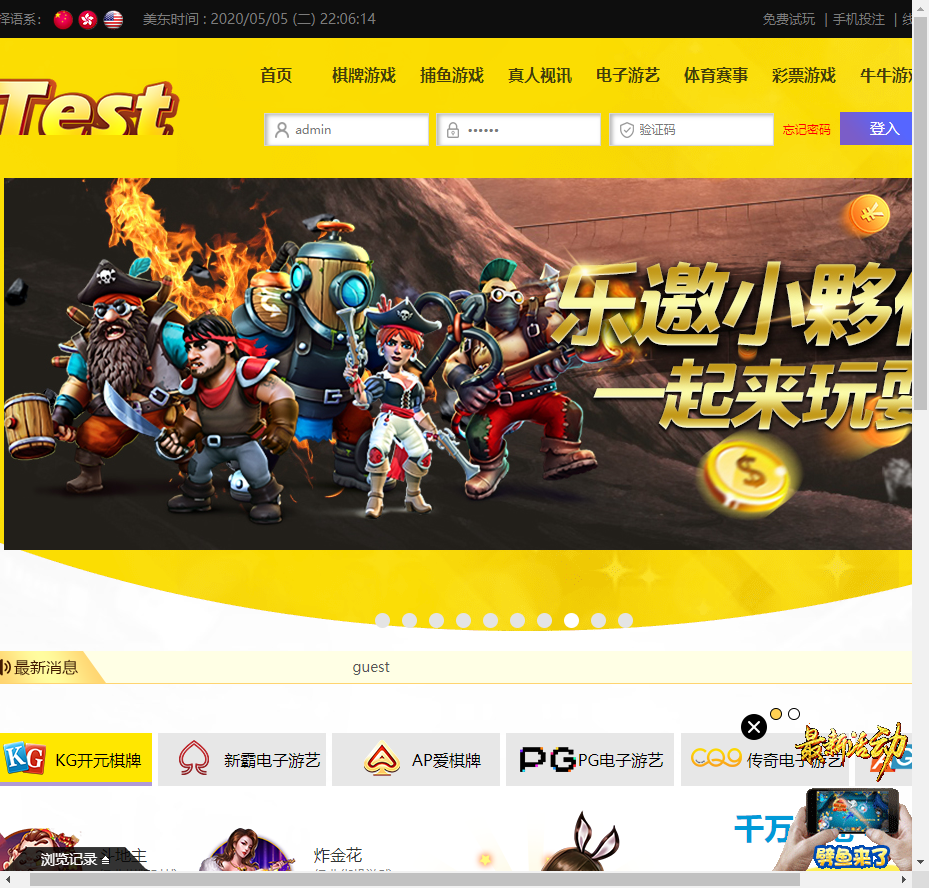 择语系：
美东时间 : 2020/05/05 (二) 22:06:14
免费试玩 | 手机投注 | 线
Test
首页 棋牌游戏 捕鱼游戏 真人视讯 电子游艺 体育赛事 彩票游戏 牛牛游戏
admin •••••• 验证码 忘记密码 登入
乐邀小夥伴
一起来玩耍
最新消息
guest
最新活动
KG KG开元棋牌
新霸电子游艺
AP爱棋牌
PG PG电子游艺
CQ9 传奇电子游艺
千万
劈鱼来了
斗地主
炸金花
浏览记录